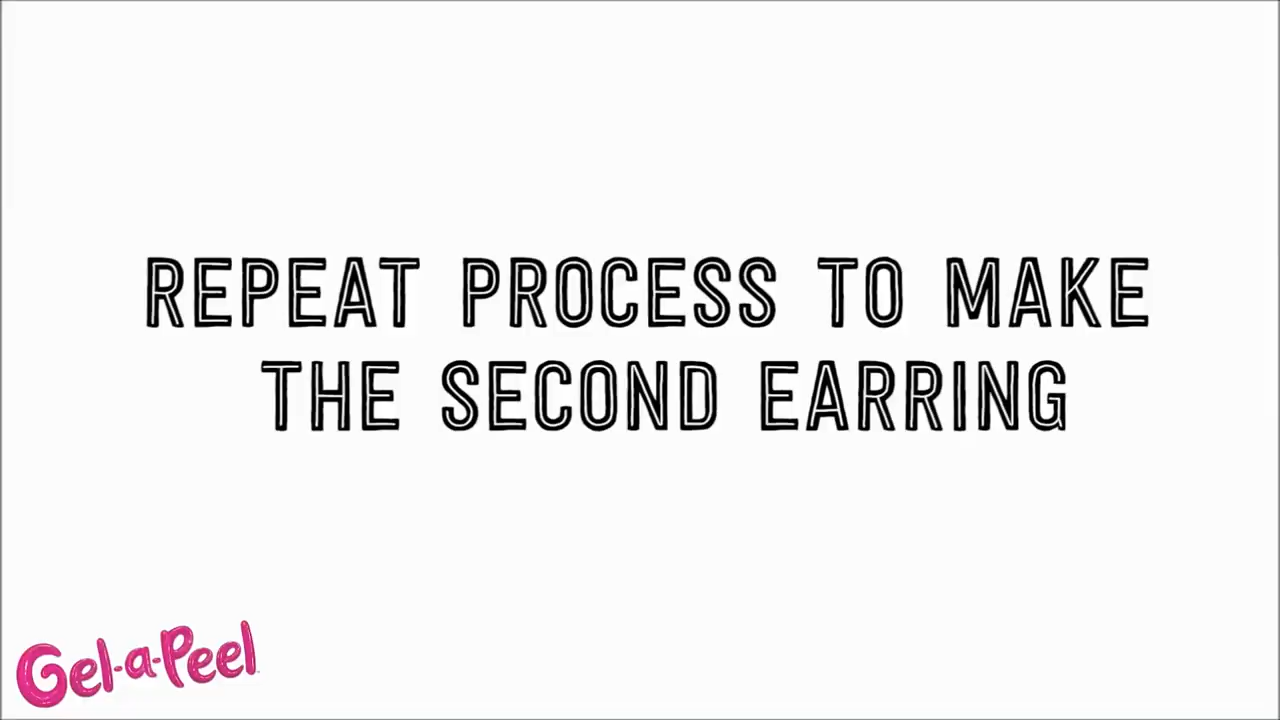 REPEAT PROCESS TO MAKE
THE SECOND EARRING
Gel-a-Peel